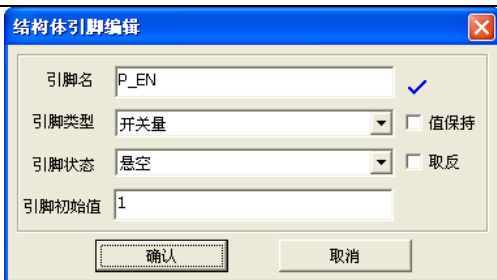 结构体引脚编辑
引脚名 P_EN
引脚类型 开关量 值保持
引脚状态 悬空 取反
引脚初始值 1
确认 取消